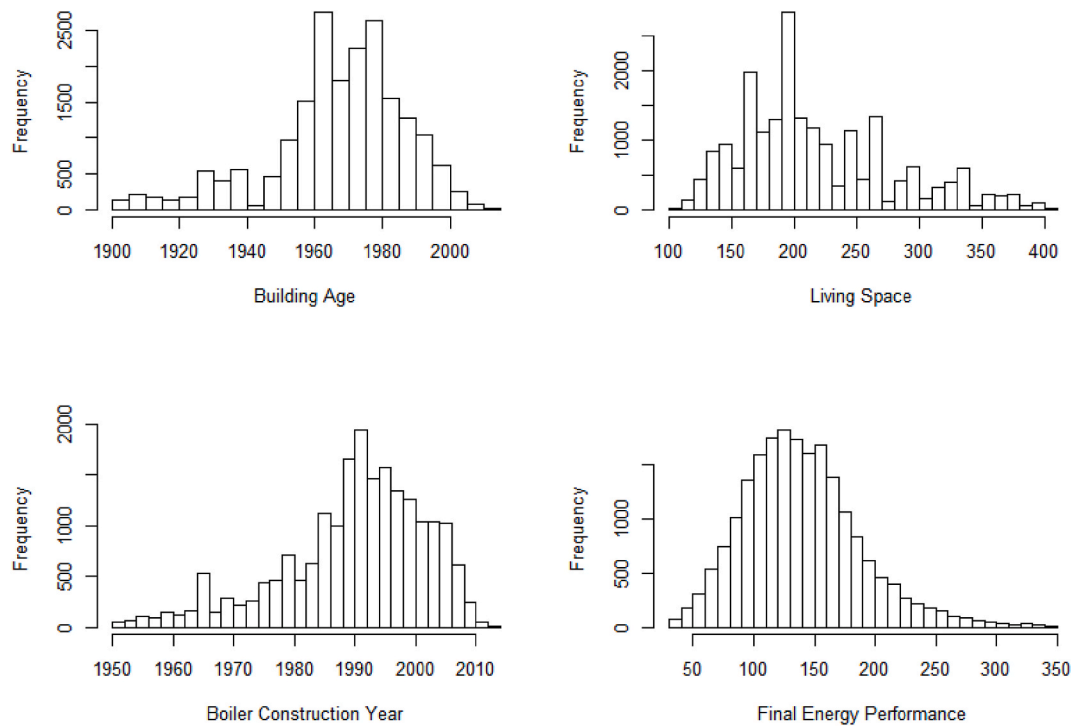 Frequency
2500
1500
500
0
1900 1920 1940 1960 1980 2000
Building Age
Frequency
2000
1000
0
100 150 200 250 300 350 400
Living Space
Frequency
2000
1000
500
0
1950 1960 1970 1980 1990 2000 2010
Boiler Construction Year
Frequency
1000
500
0
50 100 150 200 250 300 350
Final Energy Performance